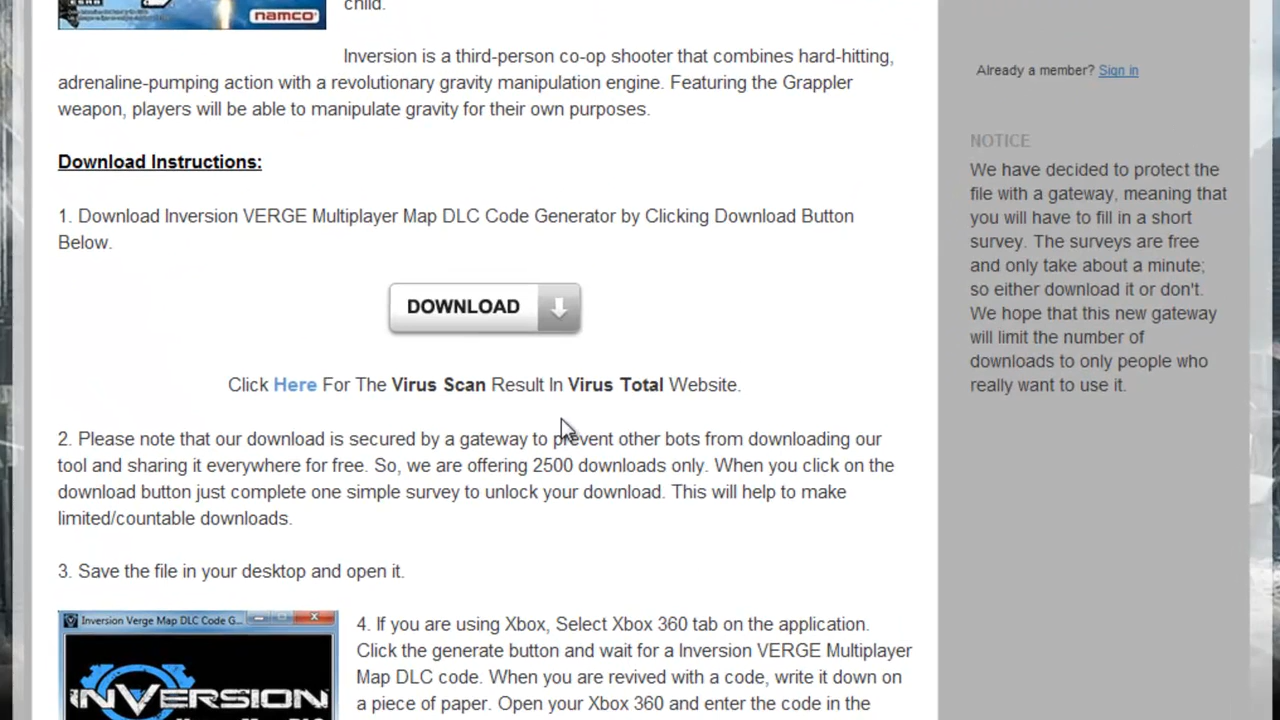 namco
child.
Inversion is a third-person co-op shooter that combines hard-hitting,
adrenaline-pumping action with a revolutionary gravity manipulation engine. Featuring the Grappler
weapon, players will be able to manipulate gravity for their own purposes.
Download Instructions:
1. Download Inversion VERGE Multiplayer Map DLC Code Generator by Clicking Download Button
Below.
DOWNLOAD
Click Here For The Virus Scan Result In Virus Total Website.
2. Please note that our download is secured by a gateway to prevent other bots from downloading our
tool and sharing it everywhere for free. So, we are offering 2500 downloads only. When you click on the
download button just complete one simple survey to unlock your download. This will help to make
limited/countable downloads.
3. Save the file in your desktop and open it.
Inversion Verge Map DLC Code G...
INVERSION
4. If you are using Xbox, Select Xbox 360 tab on the application.
Click the generate button and wait for a Inversion VERGE Multiplayer
Map DLC code. When you are revived with a code, write it down on
a piece of paper. Open your Xbox 360 and enter the code in the
Already a member? Sign in
NOTICE
We have decided to protect the
file with a gateway, meaning that
you will have to fill in a short
survey. The surveys are free
and only take about a minute;
so either download it or don't.
We hope that this new gateway
will limit the number of
downloads to only people who
really want to use it.